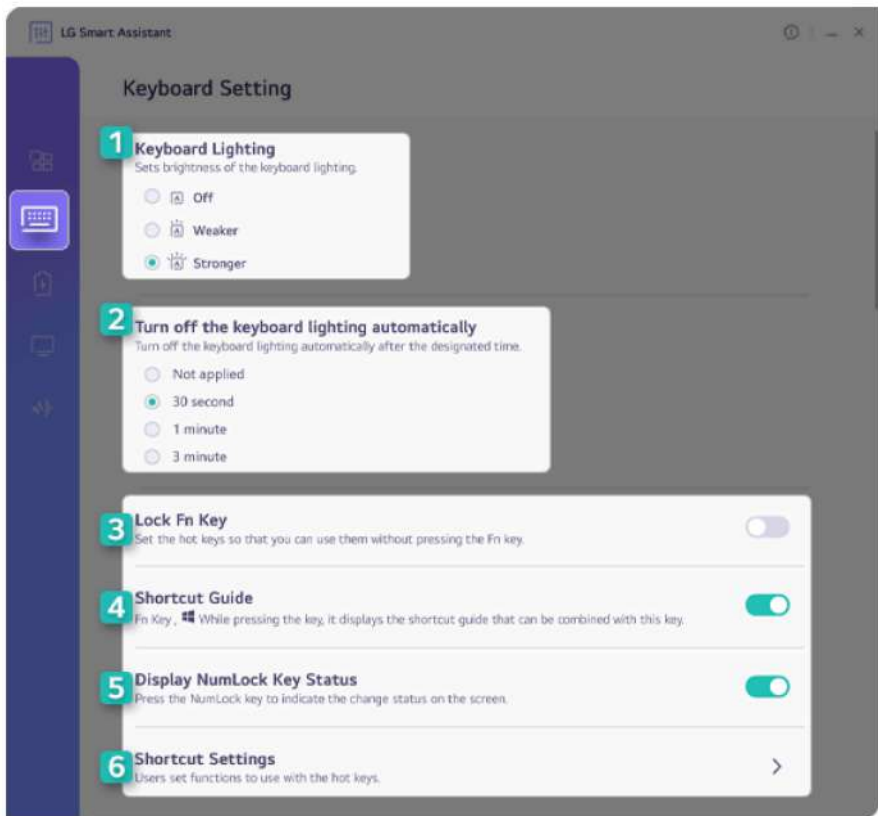 LG Smart Assistant
Keyboard Setting
1
Keyboard Lighting
Sets brightness of the keyboard lighting.
Off
Weaker
Stronger
2
Turn off the keyboard lighting automatically
Turn off the keyboard lighting automatically after the designated time.
Not applied
30 second
1 minute
3 minute
3
Lock Fn Key
Set the hot keys so that you can use them without pressing the Fn key.
4
Shortcut Guide
Fn Key, While pressing the key, it displays the shortcut guide that can be combined with this key.
5
Display NumLock Key Status
Press the NumLock key to indicate the change status on the screen.
6
Shortcut Settings
Users set functions to use with the hot keys.